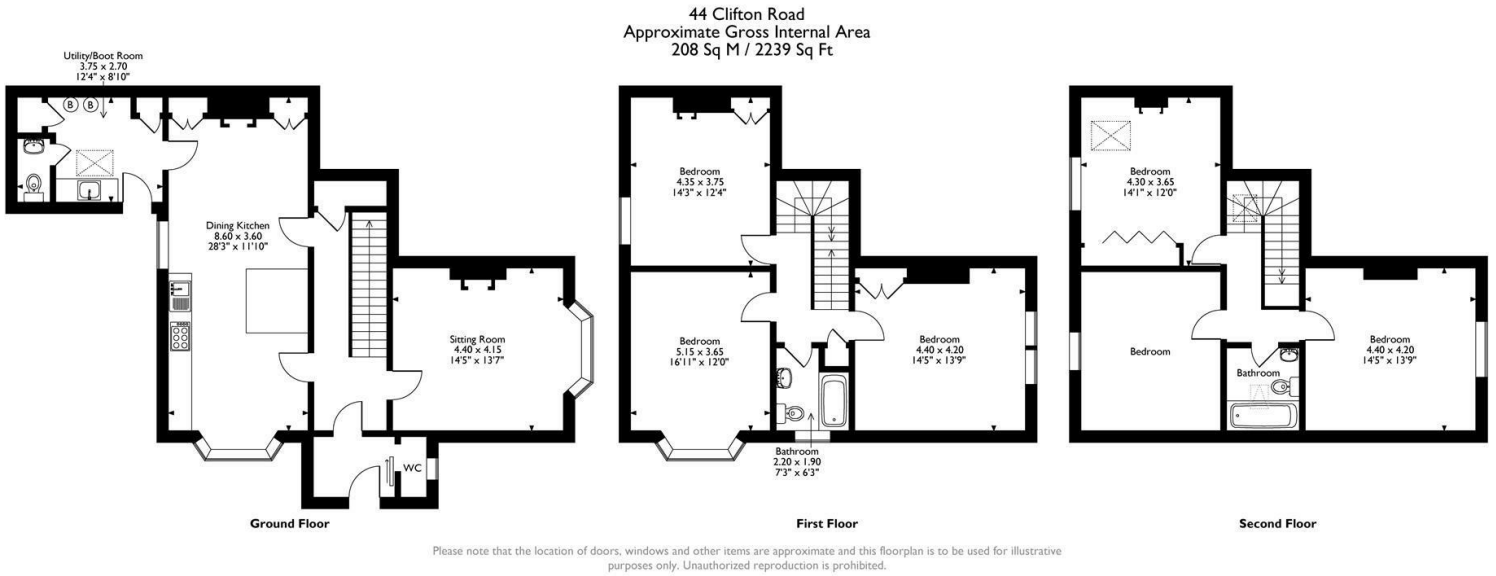 44 Clifton Road
Approximate Gross Internal Area
208 Sq M / 2239 Sq Ft
Utility/Boot Room
3.75 x 2.70
12'4" x 8'10"
B B
Dining Kitchen
8.60 x 3.60
28'3" x 11'10"
Sitting Room
4.40 x 4.15
14'5" x 13'7"
WC
Ground Floor
Bedroom
4.35 x 3.75
14'3" x 12'4"
Bedroom
5.15 x 3.65
16'11" x 12'0"
Bedroom
4.40 x 4.20
14'5" x 13'9"
Bathroom
2.20 x 1.90
7'3" x 6'3"
First Floor
Bedroom
4.30 x 3.65
14'1" x 12'0"
Bedroom
Bathroom
Bedroom
4.40 x 4.20
14'5" x 13'9"
Second Floor
Please note that the location of doors, windows and other items are approximate and this floorplan is to be used for illustrative
purposes only. Unauthorized reproduction is prohibited.